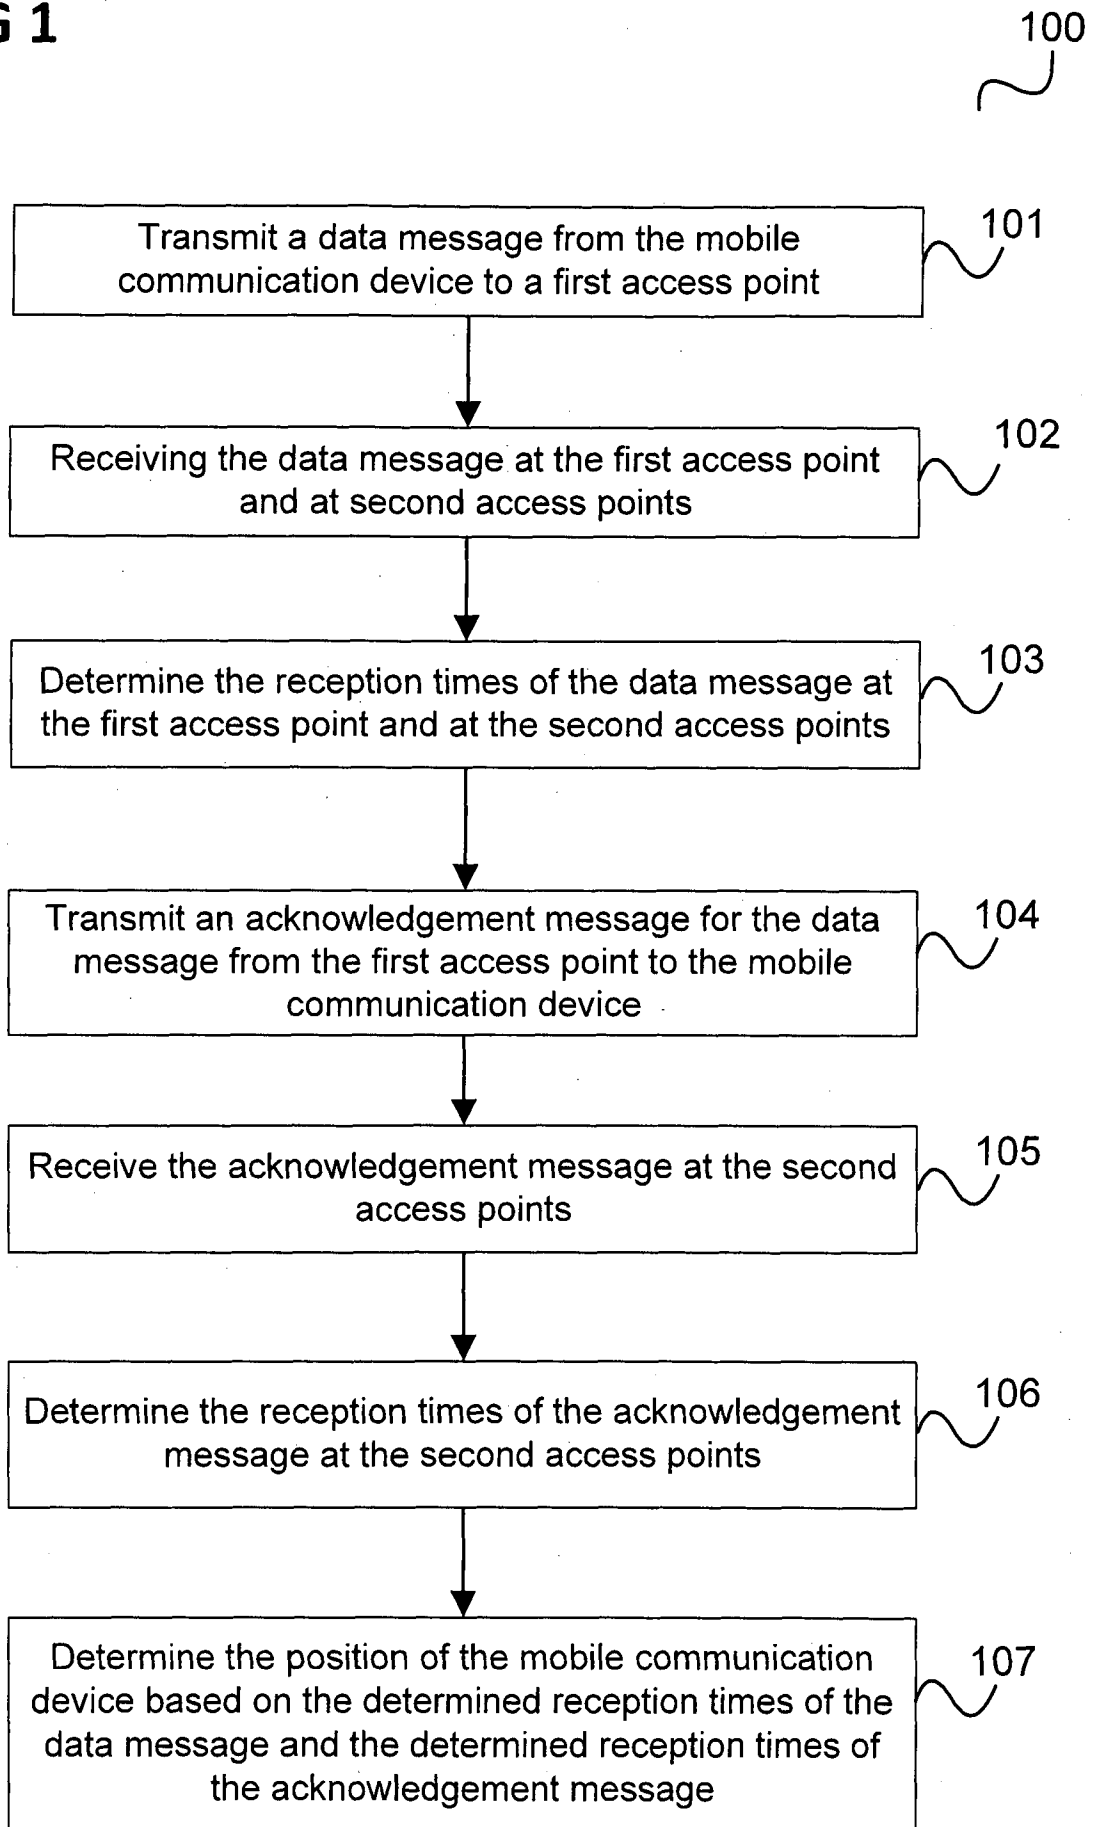 G 1
100
Transmit a data message from the mobile
communication device to a first access point
101
Receiving the data message at the first access point
and at second access points
102
Determine the reception times of the data message at
the first access point and at the second access points
103
Transmit an acknowledgement message for the data
message from the first access point to the mobile
communication device
104
Receive the acknowledgement message at the second
access points
105
Determine the reception times of the acknowledgement
message at the second access points
106
Determine the position of the mobile communication
device based on the determined reception times of the
data message and the determined reception times of
the acknowledgement message
107